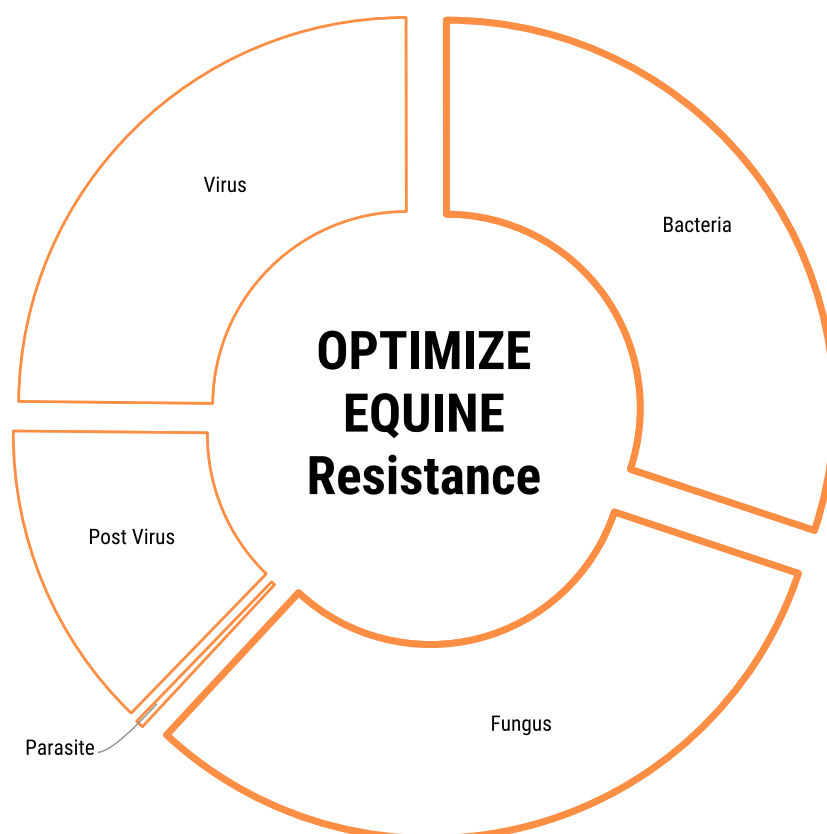 Virus
Bacteria
OPTIMIZE
EQUINE
Resistance
Post Virus
Fungus
Parasite